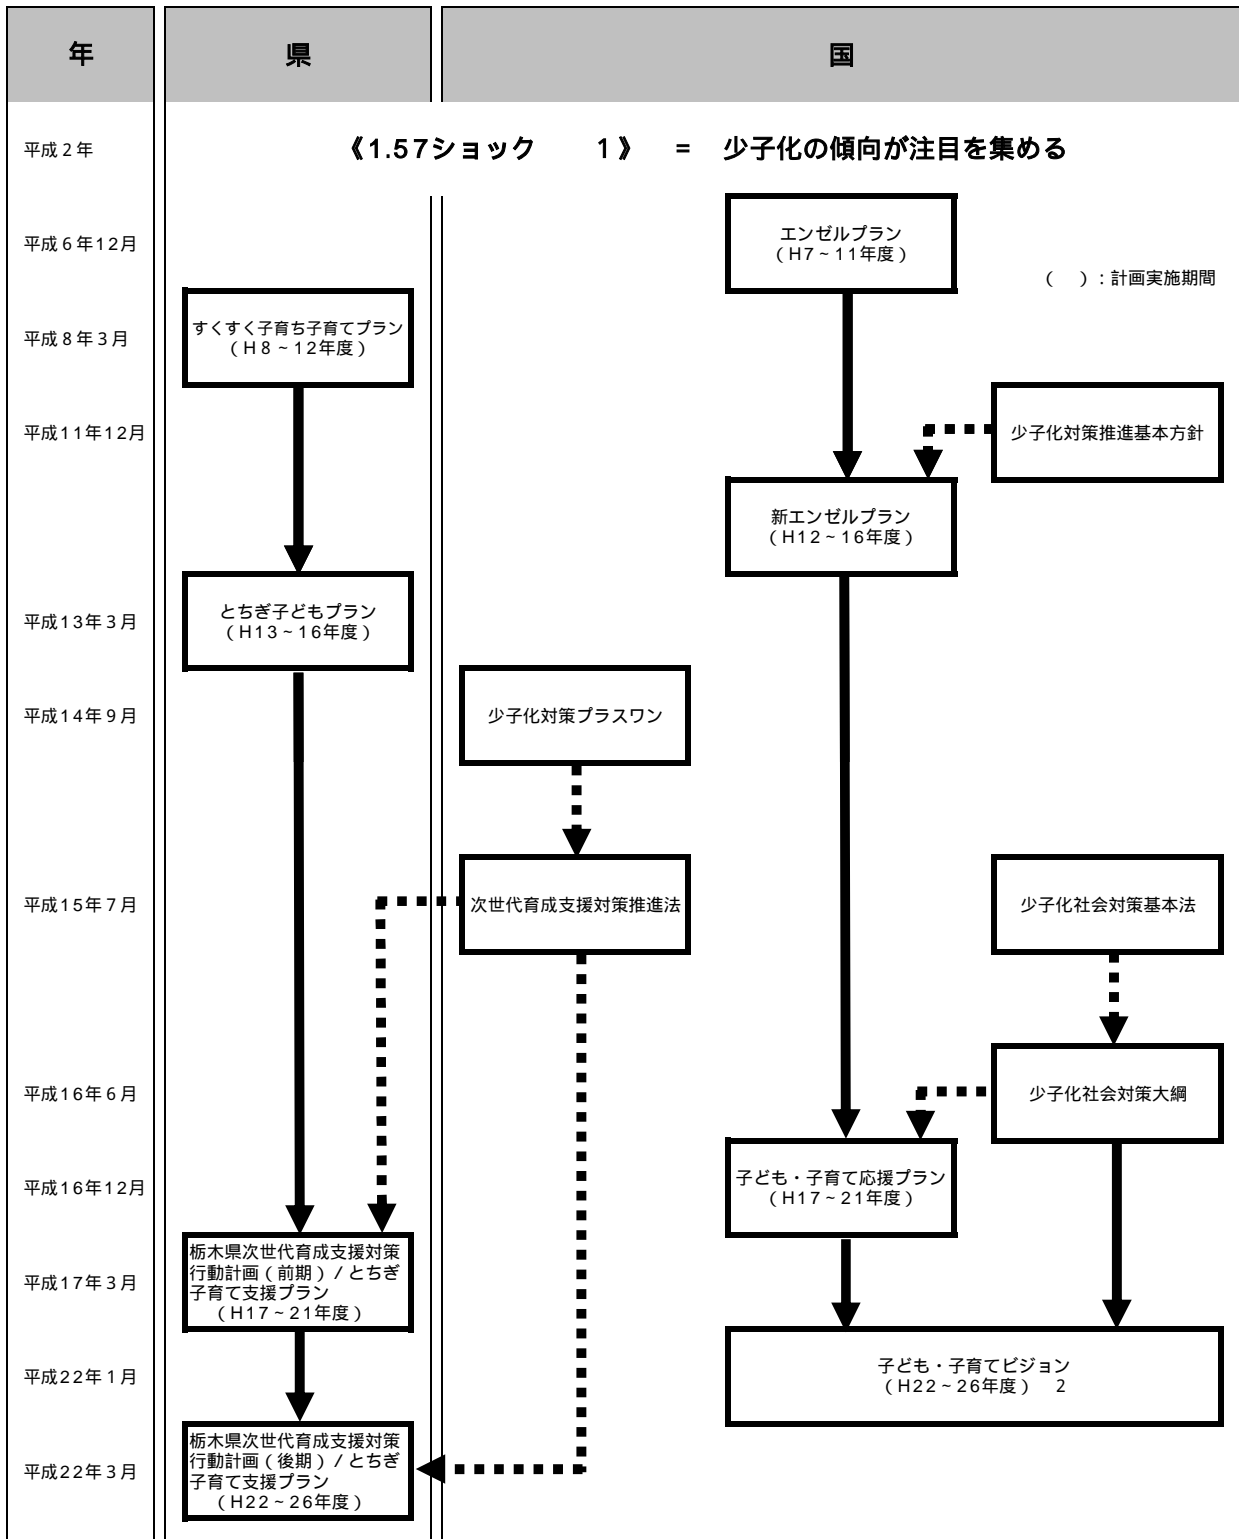 年
県
国
平成2年
《1.57ショック 1》 = 少子化の傾向が注目を集める
平成6年12月
エンゼルプラン
(H7~11年度)
( ):計画実施期間
平成8年3月
すくすく子育ち子育てプラン
(H8~12年度)
平成11年12月
少子化対策推進基本方針
新エンゼルプラン
(H12~16年度)
平成13年3月
とちぎ子どもプラン
(H13~16年度)
平成14年9月
少子化対策プラスワン
平成15年7月
次世代育成支援対策推進法
少子化社会対策基本法
平成16年6月
少子化社会対策大綱
平成16年12月
子ども・子育て応援プラン
(H17~21年度)
平成17年3月
栃木県次世代育成支援対策
行動計画(前期)/とちぎ
子育て支援プラン
(H17~21年度)
平成22年1月
子ども・子育てビジョン
(H22~26年度) 2
平成22年3月
栃木県次世代育成支援対策
行動計画(後期)/とちぎ
子育て支援プラン
(H22~26年度)